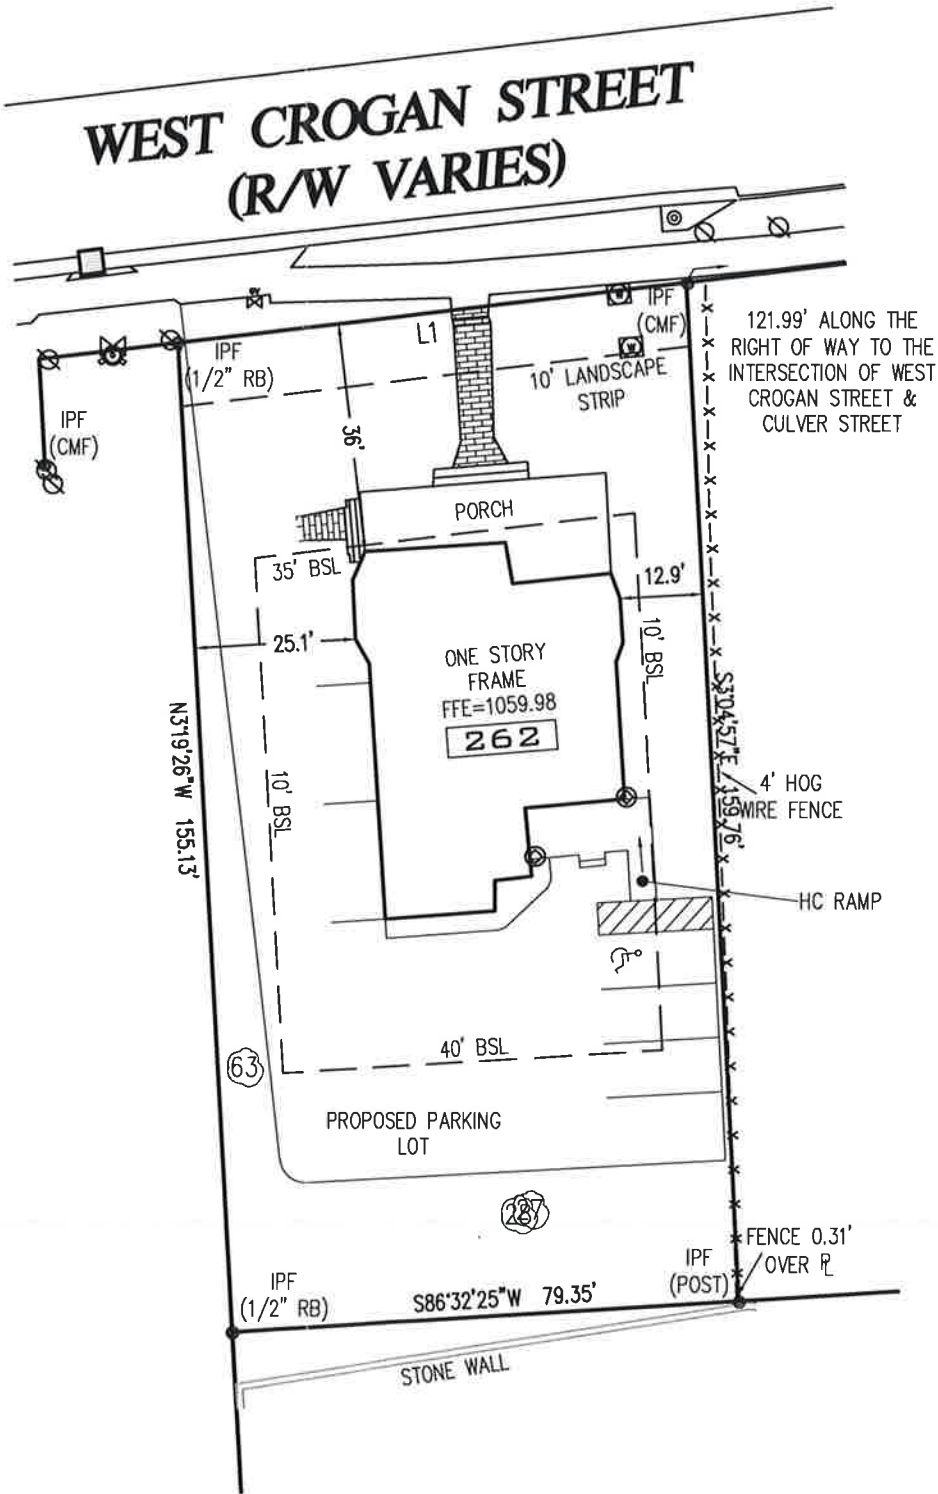 WEST CROGAN STREET
(R/W VARIES)
L1
IPF
(CMF)
IPF
(1/2" RB)
10' LANDSCAPE
STRIP
121.99' ALONG THE
RIGHT OF WAY TO THE
INTERSECTION OF WEST
CROGAN STREET &
CULVER STREET
IPF
(CMF)
36'
PORCH
35' BSL
12.9'
25.1'
10' BSL
ONE STORY
FRAME
FFE=1059.98
262
N3°19'26"W 155.13'
10' BSL
S3°04'57"E 159.76'
4' HOG
WIRE FENCE
HC RAMP
40' BSL
63
PROPOSED PARKING
LOT
FENCE 0.31'
OVER PL
IPF
(POST)
IPF
(1/2" RB)
S86°32'25"W 79.35'
STONE WALL